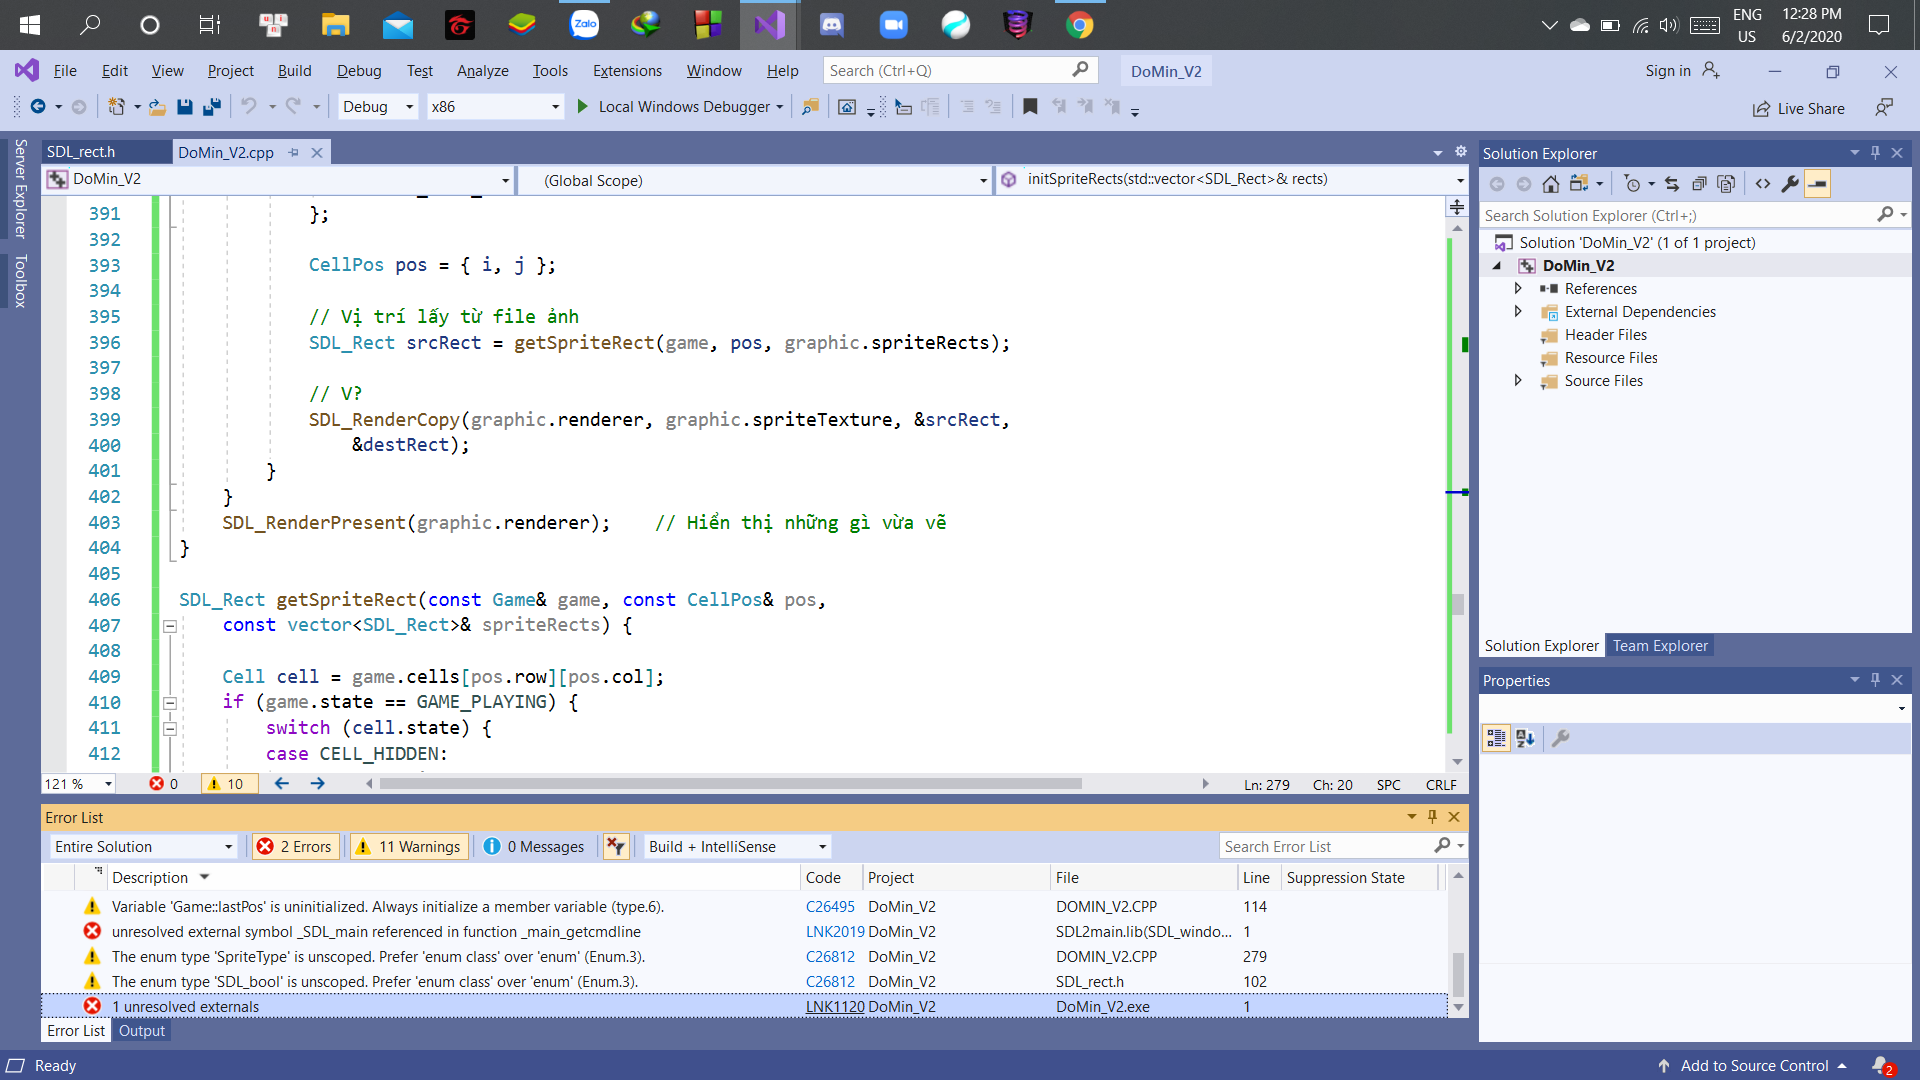 Zalo
ENG
US
12:28 PM
6/2/2020
File Edit View Project Build Debug Test Analyze Tools Extensions Window Help Search (Ctrl+Q) DoMin_V2 Sign in
Debug x86 Local Windows Debugger Live Share
Server Explorer
Toolbox
SDL_rect.h DoMin_V2.cpp
DoMin_V2 (Global Scope) initSpriteRects(std::vector<SDL_Rect>& rects)
391 };
392
393 CellPos pos = { i, j };
394
395 // Vị trí lấy từ file ảnh
396 SDL_Rect srcRect = getSpriteRect(game, pos, graphic.spriteRects);
397
398 // V?
399 SDL_RenderCopy(graphic.renderer, graphic.spriteTexture, &srcRect,
400 &destRect);
401 }
402 }
403 SDL_RenderPresent(graphic.renderer); // Hiển thị những gì vừa vẽ
404 }
405
406 SDL_Rect getSpriteRect(const Game& game, const CellPos& pos,
407 const vector<SDL_Rect>& spriteRects) {
408
409 Cell cell = game.cells[pos.row][pos.col];
410 if (game.state == GAME_PLAYING) {
411 switch (cell.state) {
412 case CELL_HIDDEN:
121 % 0 10 Ln: 279 Ch: 20 SPC CRLF
Error List
Entire Solution 2 Errors 11 Warnings 0 Messages Build + IntelliSense Search Error List
Description Code Project File Line Suppression State
Variable 'Game::lastPos' is uninitialized. Always initialize a member variable (type.6). C26495 DoMin_V2 DOMIN_V2.CPP 114
unresolved external symbol _SDL_main referenced in function _main_getcmdline LNK2019 DoMin_V2 SDL2main.lib(SDL_windo... 1
The enum type 'SpriteType' is unscoped. Prefer 'enum class' over 'enum' (Enum.3). C26812 DoMin_V2 DOMIN_V2.CPP 279
The enum type 'SDL_bool' is unscoped. Prefer 'enum class' over 'enum' (Enum.3). C26812 DoMin_V2 SDL_rect.h 102
1 unresolved externals LNK1120 DoMin_V2 DoMin_V2.exe 1
Error List Output
Solution Explorer
Search Solution Explorer (Ctrl+;)
Solution 'DoMin_V2' (1 of 1 project)
DoMin_V2
References
External Dependencies
Header Files
Resource Files
Source Files
Solution Explorer Team Explorer
Properties
Ready Add to Source Control 2